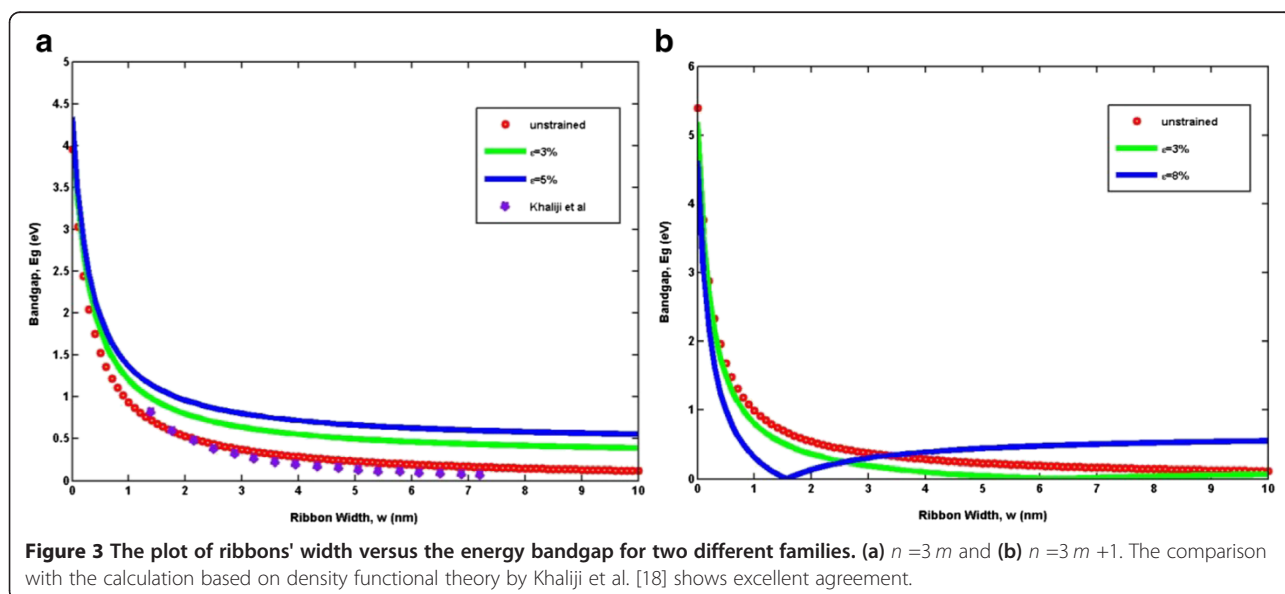 a
5
4.5
4
3.5
3
2.5
2
1.5
1
0.5
0
Bandgap, Eg (eV)
unstrained
ε=3%
ε=5%
Khaliji et al
0 1 2 3 4 5 6 7 8 9 10
Ribbon Width, w (nm)
b
6
5
4
3
2
1
0
Bandgap, Eg (eV)
unstrained
ε=3%
ε=8%
0 1 2 3 4 5 6 7 8 9 10
Ribbon Width, w (nm)
Figure 3 The plot of ribbons' width versus the energy bandgap for two different families. (a) n =3 m and (b) n =3 m +1. The comparison
with the calculation based on density functional theory by Khaliji et al. [18] shows excellent agreement.